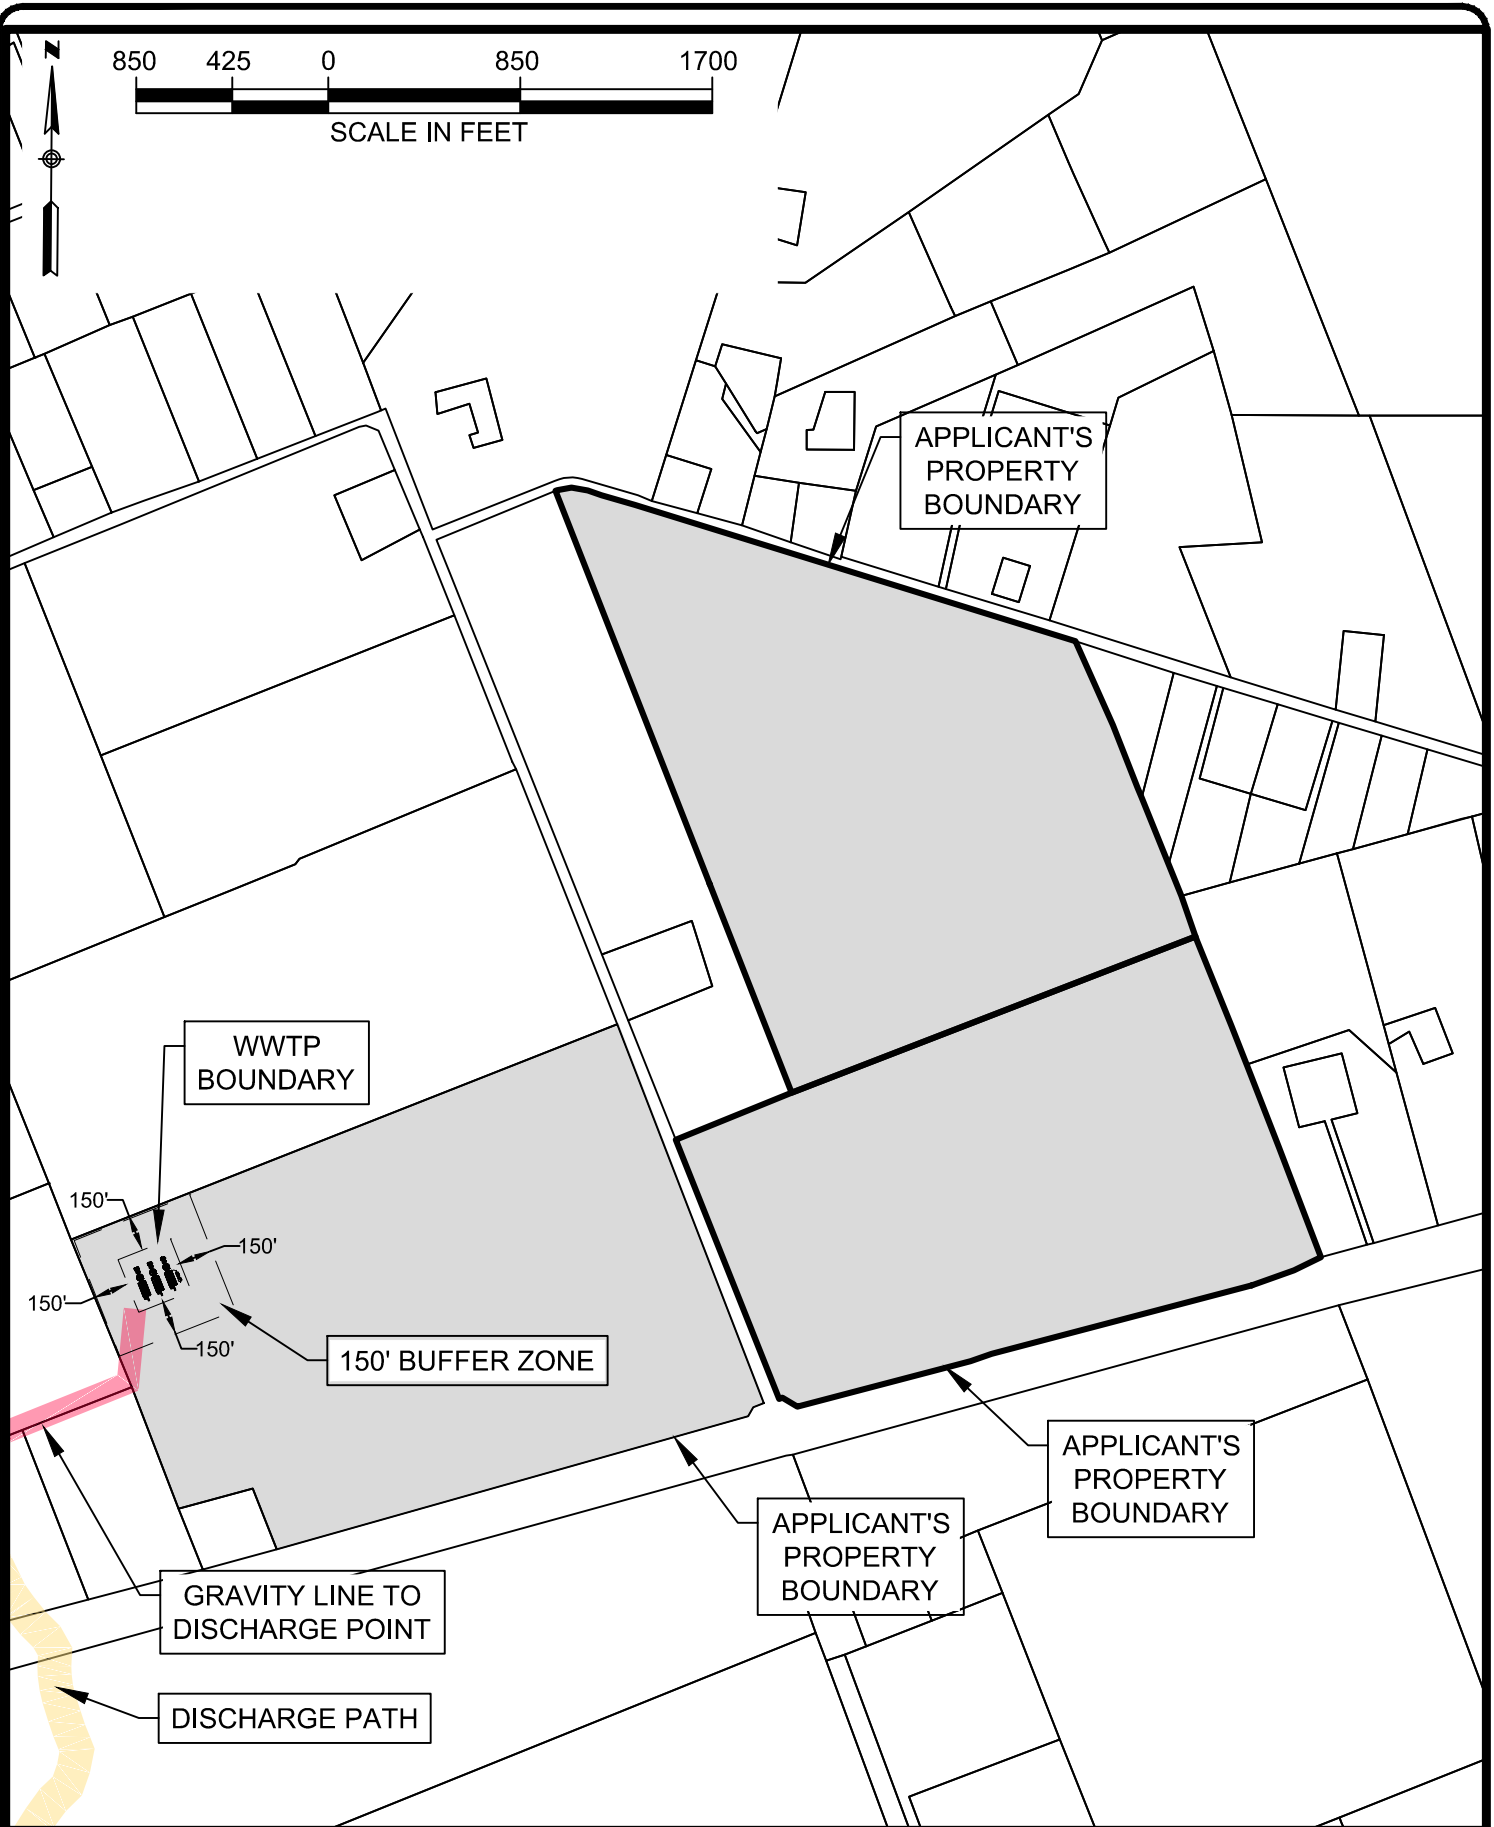 N
850 425 0 850 1700
SCALE IN FEET
APPLICANT'S
PROPERTY
BOUNDARY
WWTP
BOUNDARY
150'
150'
150'
150'
150' BUFFER ZONE
APPLICANT'S
PROPERTY
BOUNDARY
APPLICANT'S
PROPERTY
BOUNDARY
GRAVITY LINE TO
DISCHARGE POINT
DISCHARGE PATH